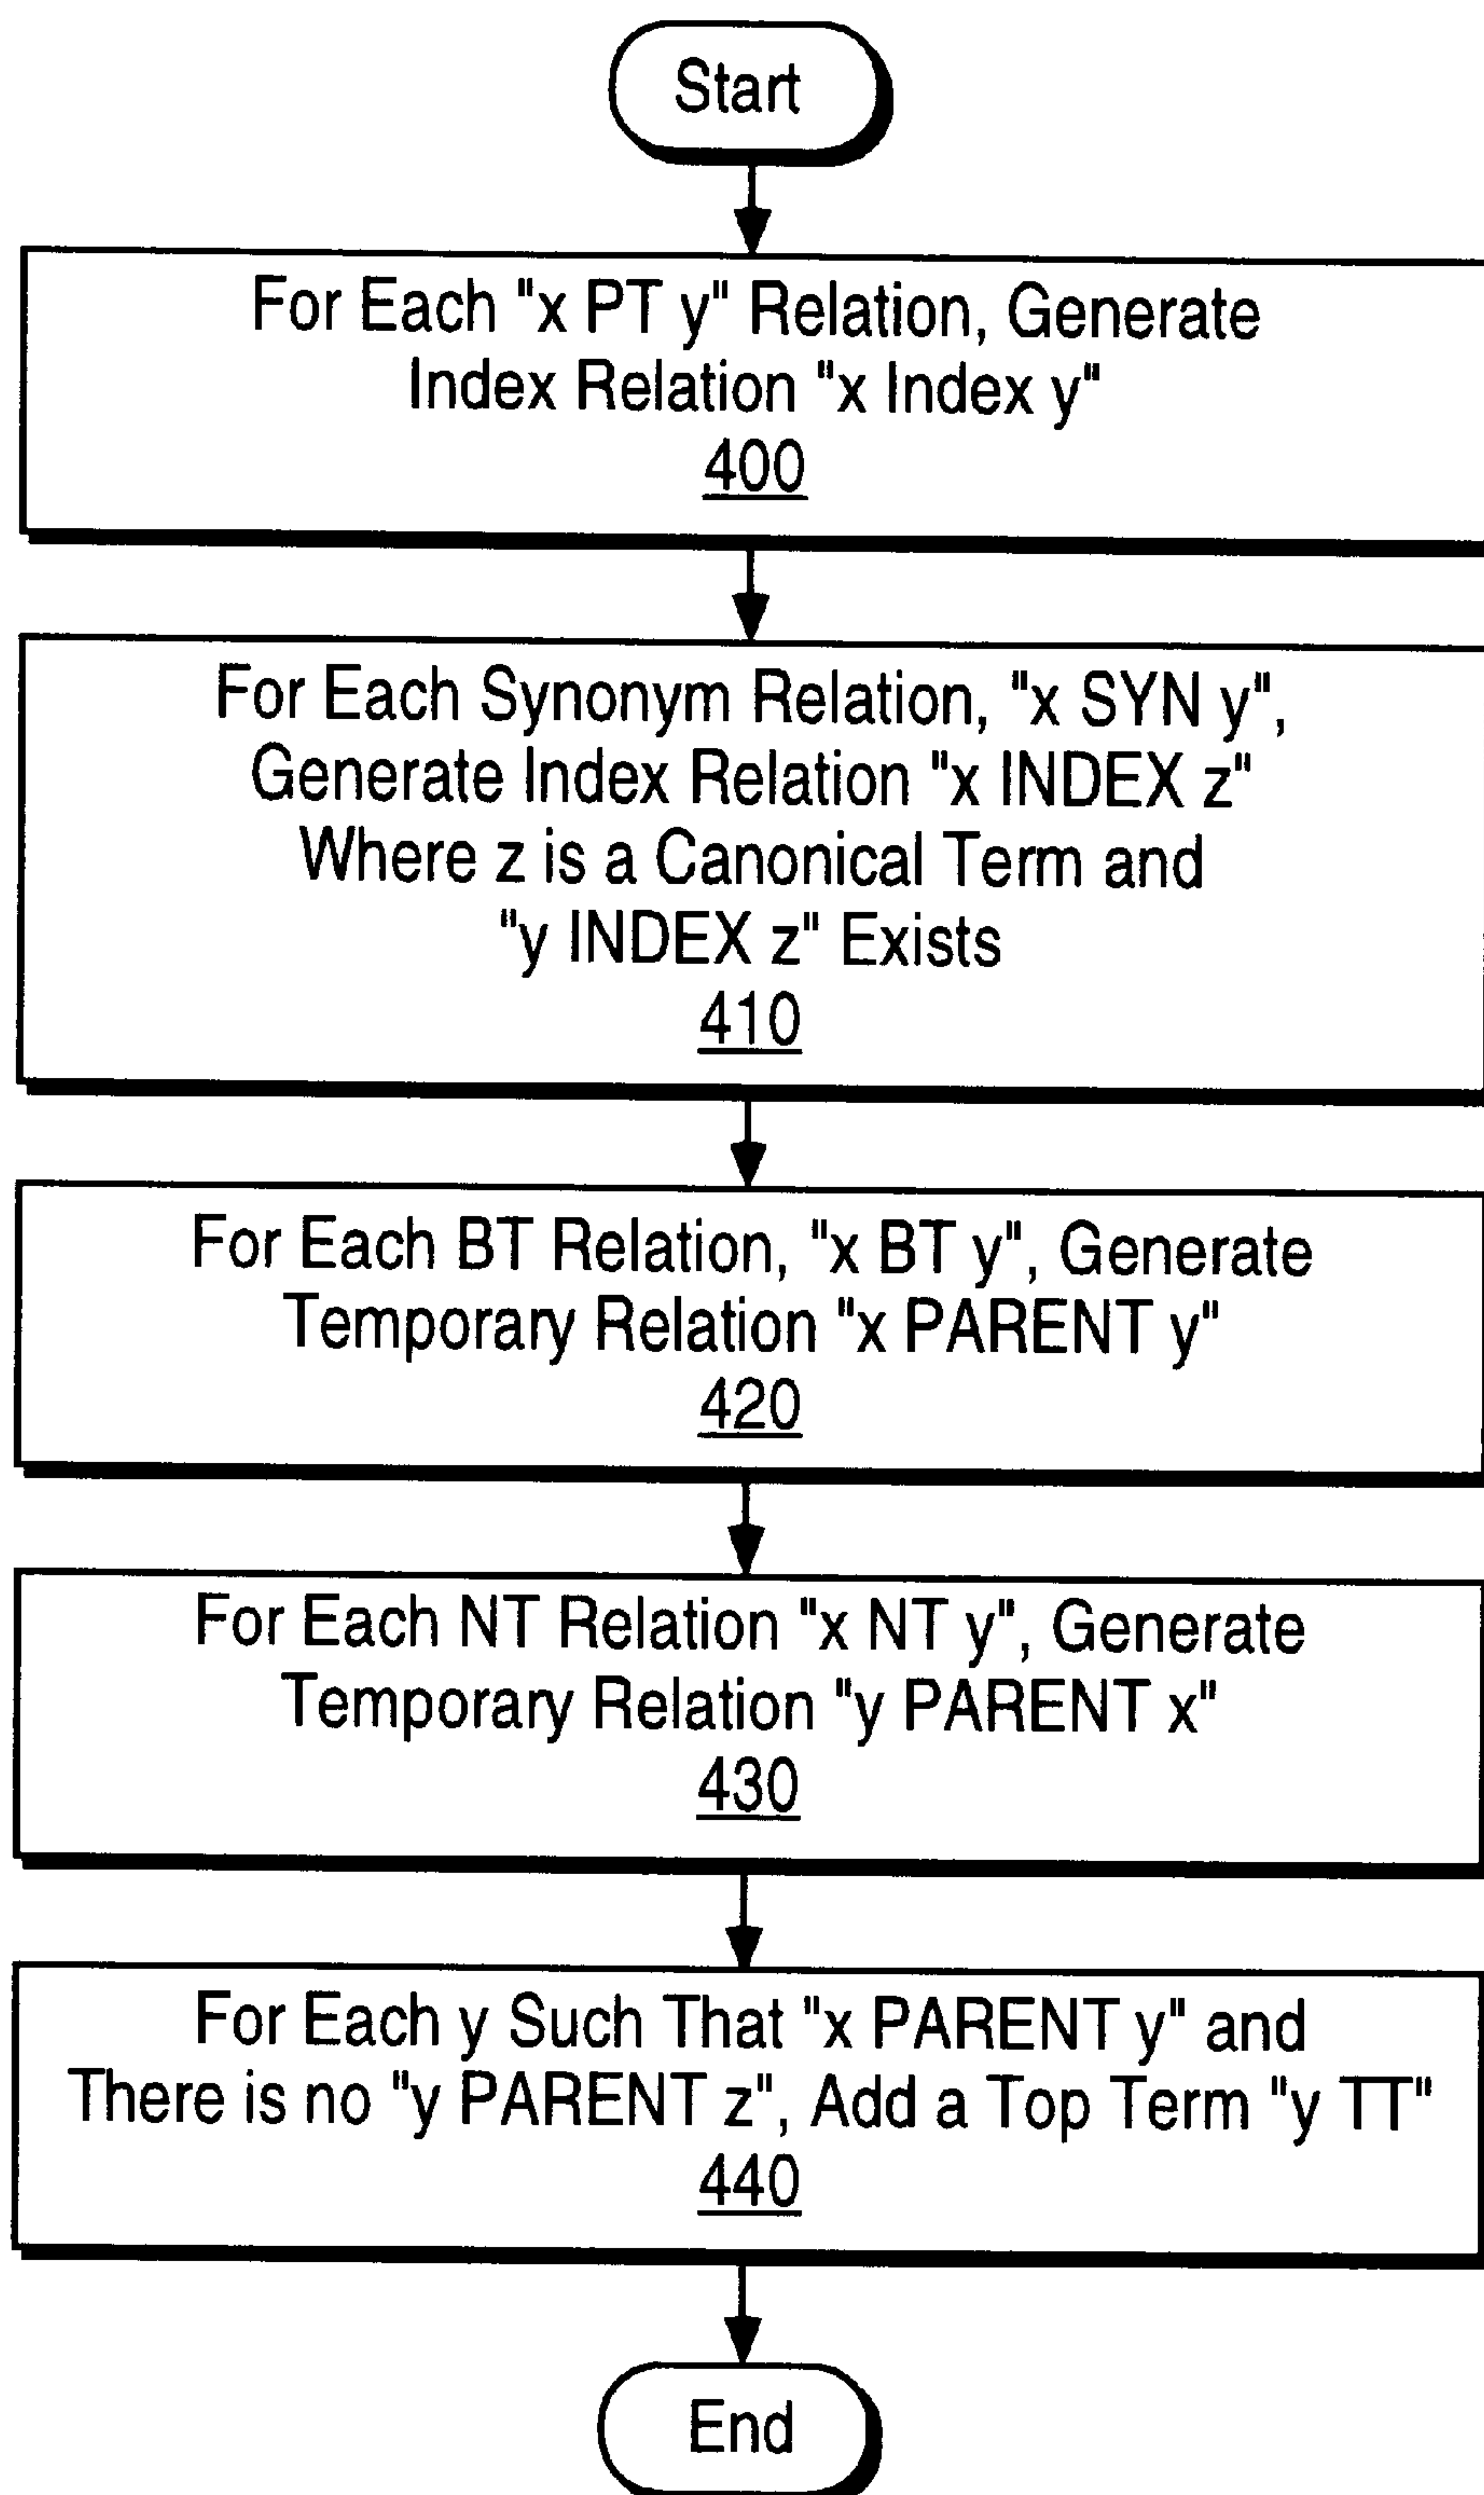 Start
For Each "x PT y" Relation, Generate
Index Relation "x Index y"
400
For Each Synonym Relation, "x SYN y",
Generate Index Relation "x INDEX z"
Where z is a Canonical Term and
"y INDEX z" Exists
410
For Each BT Relation, "x BT y", Generate
Temporary Relation "x PARENT y"
420
For Each NT Relation "x NT y", Generate
Temporary Relation "y PARENT x"
430
For Each y Such That "x PARENT y" and
There is no "y PARENT z", Add a Top Term "y TT"
440
End